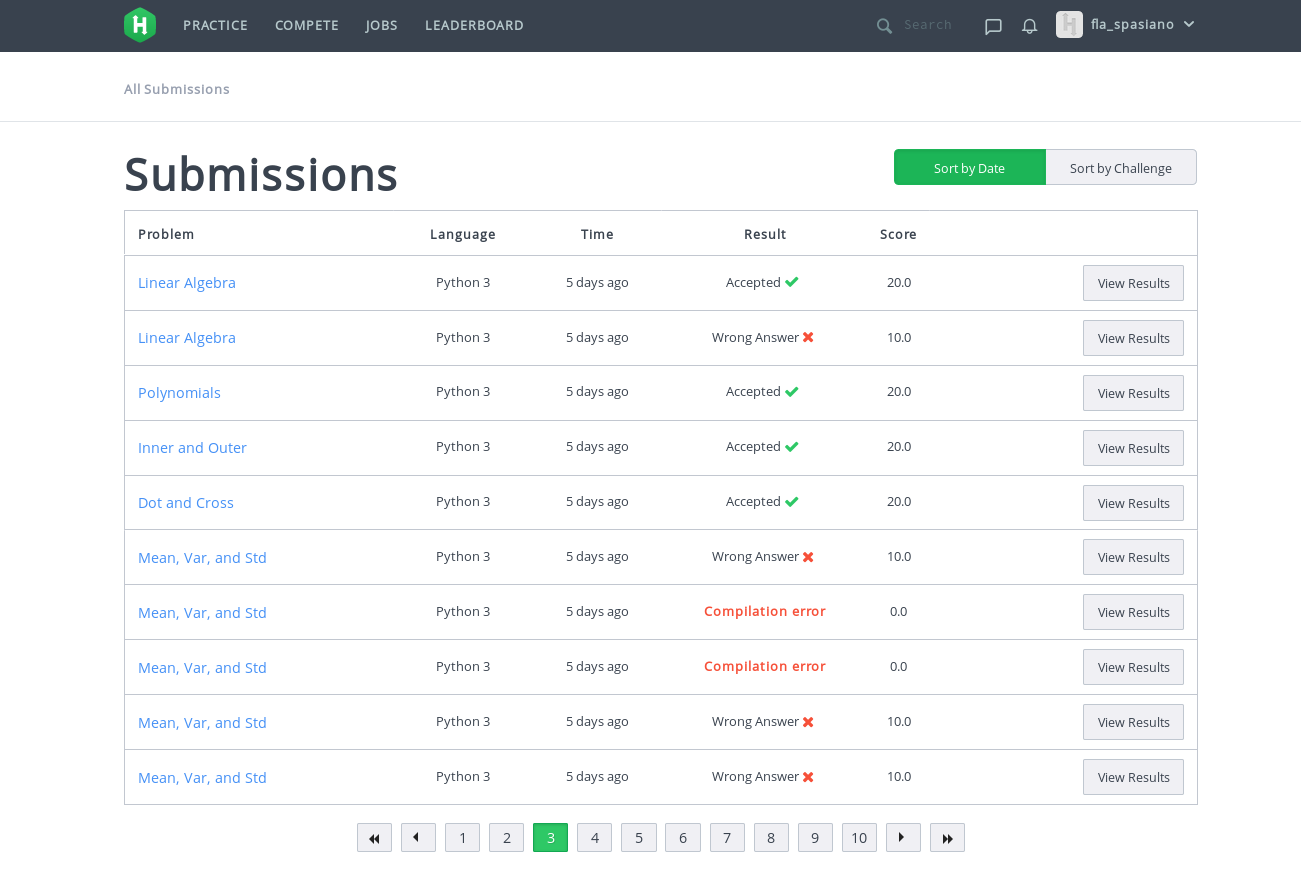 H PRACTICE COMPETE JOBS LEADERBOARD Search fla_spasiano
All Submissions
Submissions Sort by Date Sort by Challenge
Problem Language Time Result Score
Linear Algebra Python 3 5 days ago Accepted 20.0 View Results
Linear Algebra Python 3 5 days ago Wrong Answer 10.0 View Results
Polynomials Python 3 5 days ago Accepted 20.0 View Results
Inner and Outer Python 3 5 days ago Accepted 20.0 View Results
Dot and Cross Python 3 5 days ago Accepted 20.0 View Results
Mean, Var, and Std Python 3 5 days ago Wrong Answer 10.0 View Results
Mean, Var, and Std Python 3 5 days ago Compilation error 0.0 View Results
Mean, Var, and Std Python 3 5 days ago Compilation error 0.0 View Results
Mean, Var, and Std Python 3 5 days ago Wrong Answer 10.0 View Results
Mean, Var, and Std Python 3 5 days ago Wrong Answer 10.0 View Results
1 2 3 4 5 6 7 8 9 10